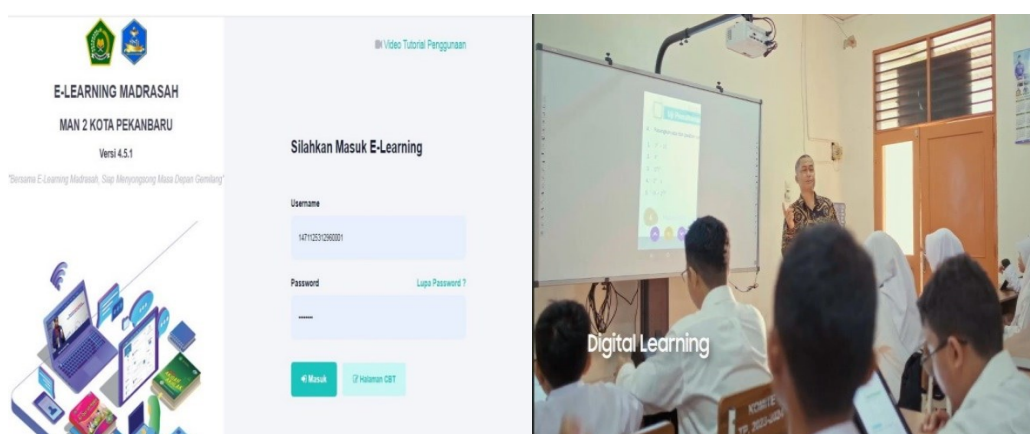 E-LEARNING MADRASAH
MAN 2 KOTA PEKANBARU
Versi 4.5.1
"Bersama E-Learning Madrasah, Siap Menyongsong Masa Depan Gemilang"
Video Tutorial Penggunaan
Silahkan Masuk E-Learning
Username
1471125312960001
Password
Lupa Password ?
Masuk
Halaman CBT
Digital Learning
KOMITE